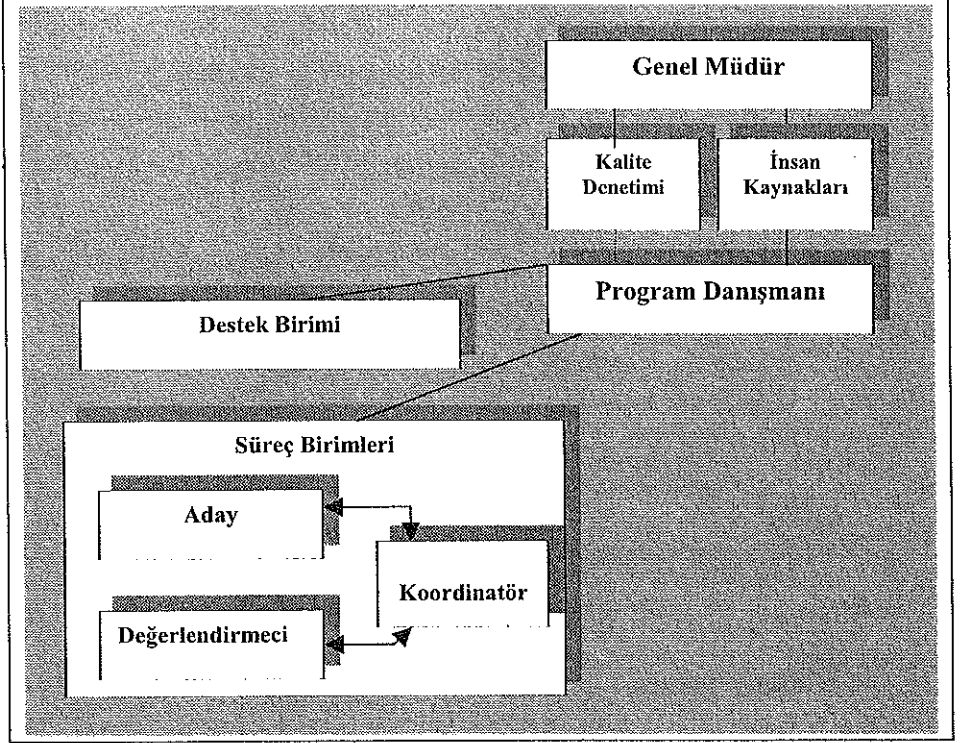 Genel Müdür
Kalite
Denetimi
İnsan
Kaynakları
Program Danışmanı
Destek Birimi
Süreç Birimleri
Aday
Koordinatör
Değerlendirmeci